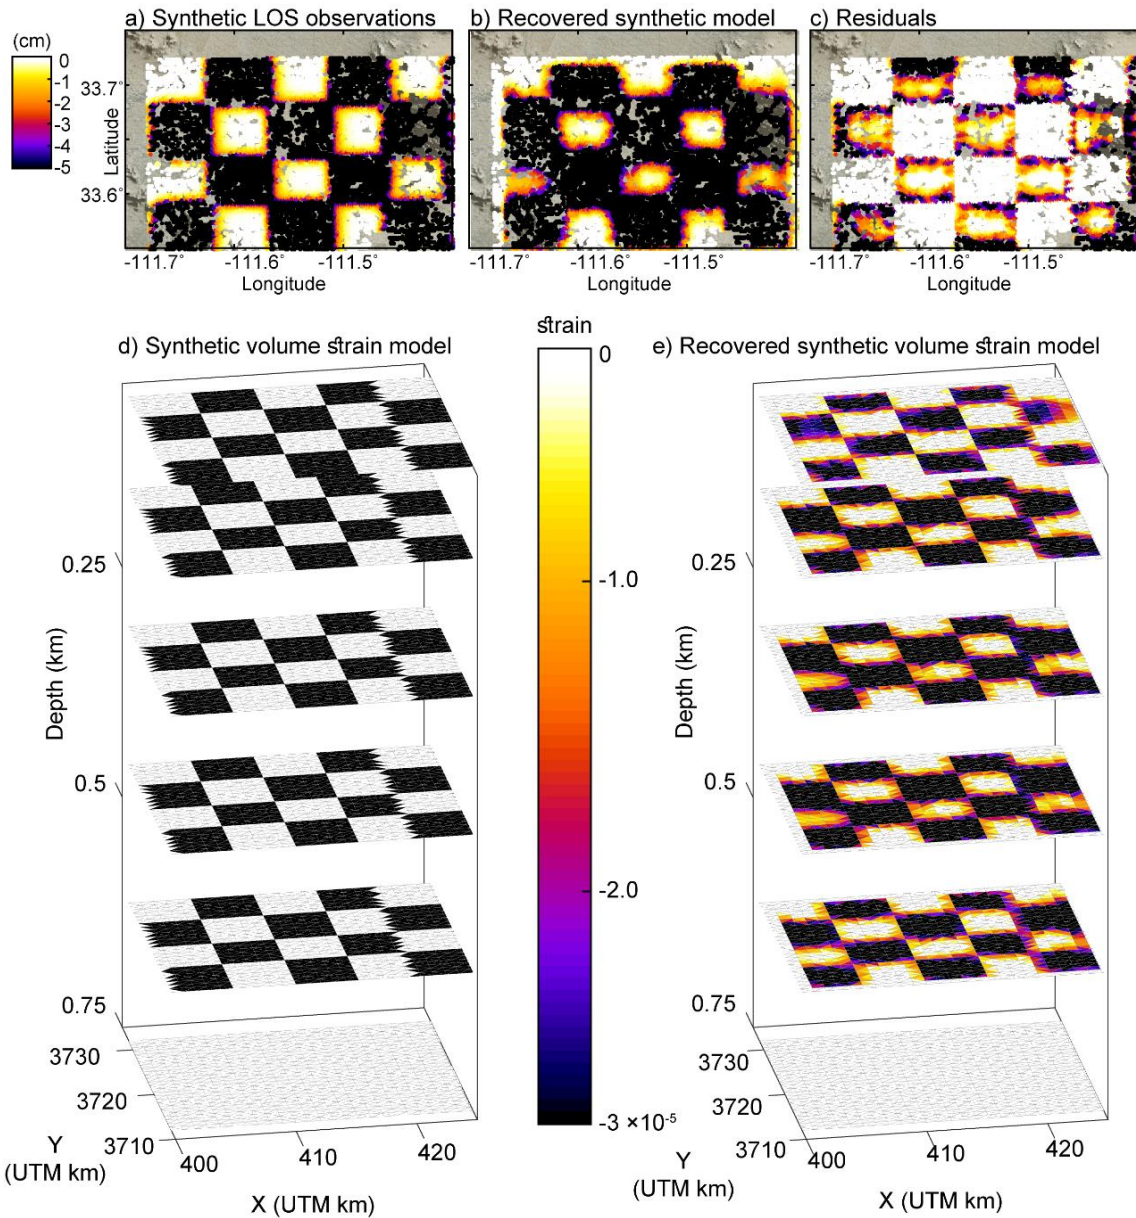 a) Synthetic LOS observations
b) Recovered synthetic model
c) Residuals
(cm)
0
-1
-2
-3
-4
-5
Latitude
33.7°
33.6°
-111.7° -111.6° -111.5°
Longitude
-111.7° -111.6° -111.5°
Longitude
-111.7° -111.6° -111.5°
Longitude
strain
0
-1.0
-2.0
-3 ×10⁻⁵
d) Synthetic volume strain model
0.25
0.5
0.75
Depth (km)
3730
3720
3710
Y
(UTM km)
400
410
420
X (UTM km)
e) Recovered synthetic volume strain model
0.25
0.5
0.75
Depth (km)
3730
3720
3710
Y
(UTM km)
400
410
420
X (UTM km)